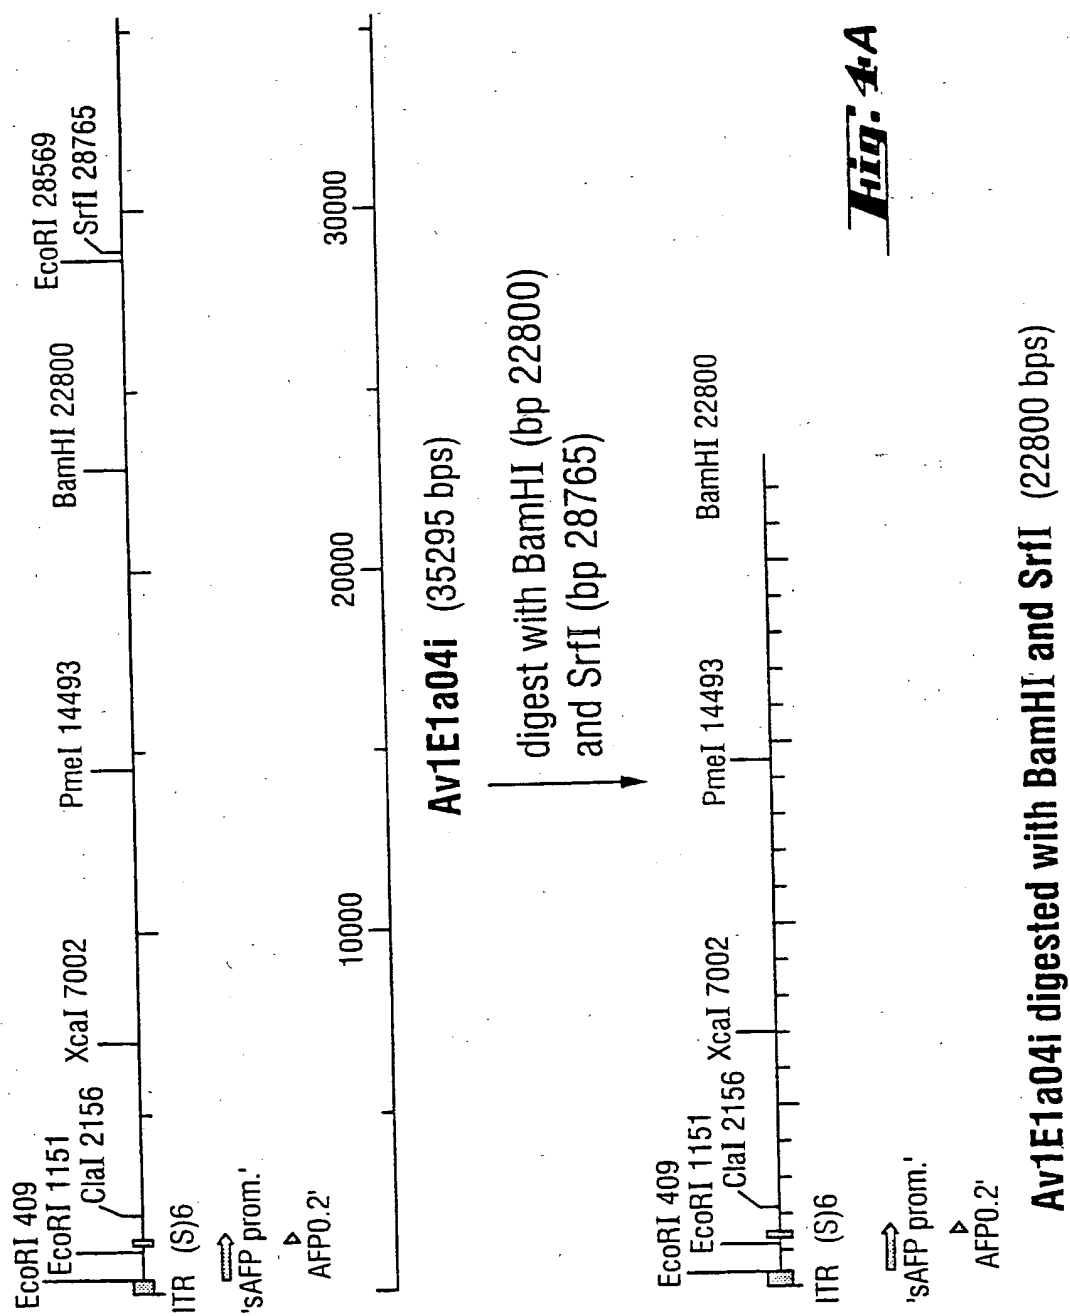 EcoRI 409
EcoRI 1151
ClaI 2156
XcaI 7002
PmeI 14493
BamHI 22800
EcoRI 28569
SrfI 28765
ITR (S)6
'sAFP prom.'
AFP0.2'
10000
20000
30000
Av1E1a04i (35295 bps)
digest with BamHI (bp 22800)
and SrfI (bp 28765)
EcoRI 409
EcoRI 1151
ClaI 2156
XcaI 7002
PmeI 14493
BamHI 22800
ITR (S)6
'sAFP prom.'
AFP0.2'
Fig. 4A
Av1E1a04i digested with BamHI and SrfI (22800 bps)